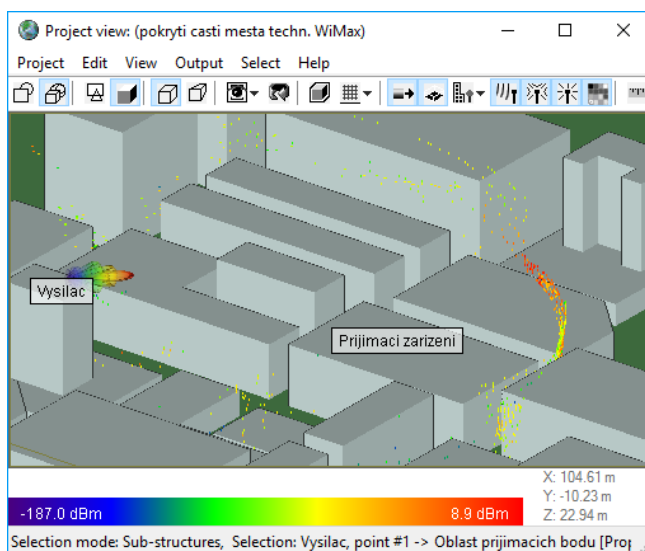 Project view: (pokryti casti mesta techn. WiMax)
Project Edit View Output Select Help
Vysilac
Prijimaci zarizeni
X: 104.61 m
Y: -10.23 m
Z: 22.94 m
-187.0 dBm 8.9 dBm
Selection mode: Sub-structures, Selection: Vysilac, point #1 -> Oblast prijimacich bodu [Prop